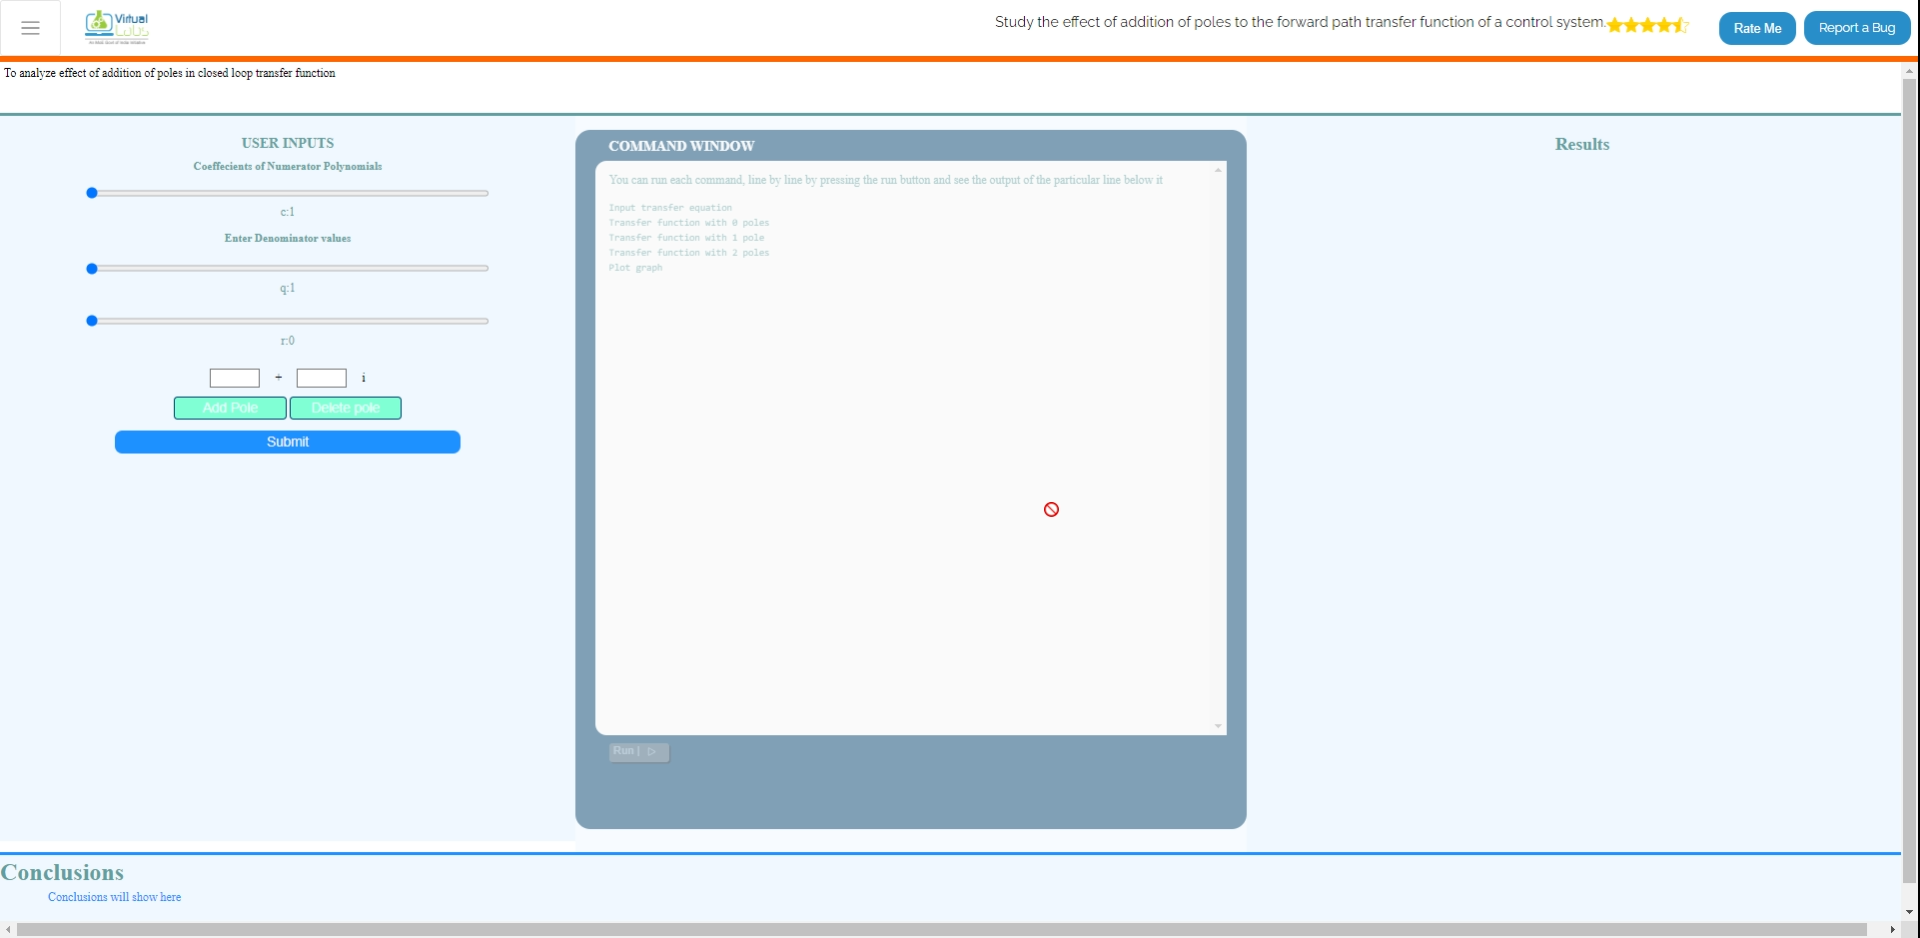 Virtual
Labs
Study the effect of addition of poles to the forward path transfer function of a control system.
Rate Me
Report a Bug
To analyze effect of addition of poles in closed loop transfer function
USER INPUTS
Coeffecients of Numerator Polynomials
c:1
Enter Denominator values
q:1
r:0
+ i
Add Pole Delete pole
Submit
COMMAND WINDOW
You can run each command, line by line by pressing the run button and see the output of the particular line below it
Input transfer equation
Transfer function with 0 poles
Transfer function with 1 pole
Transfer function with 2 poles
Plot graph
Run |
Results
Conclusions
Conclusions will show here